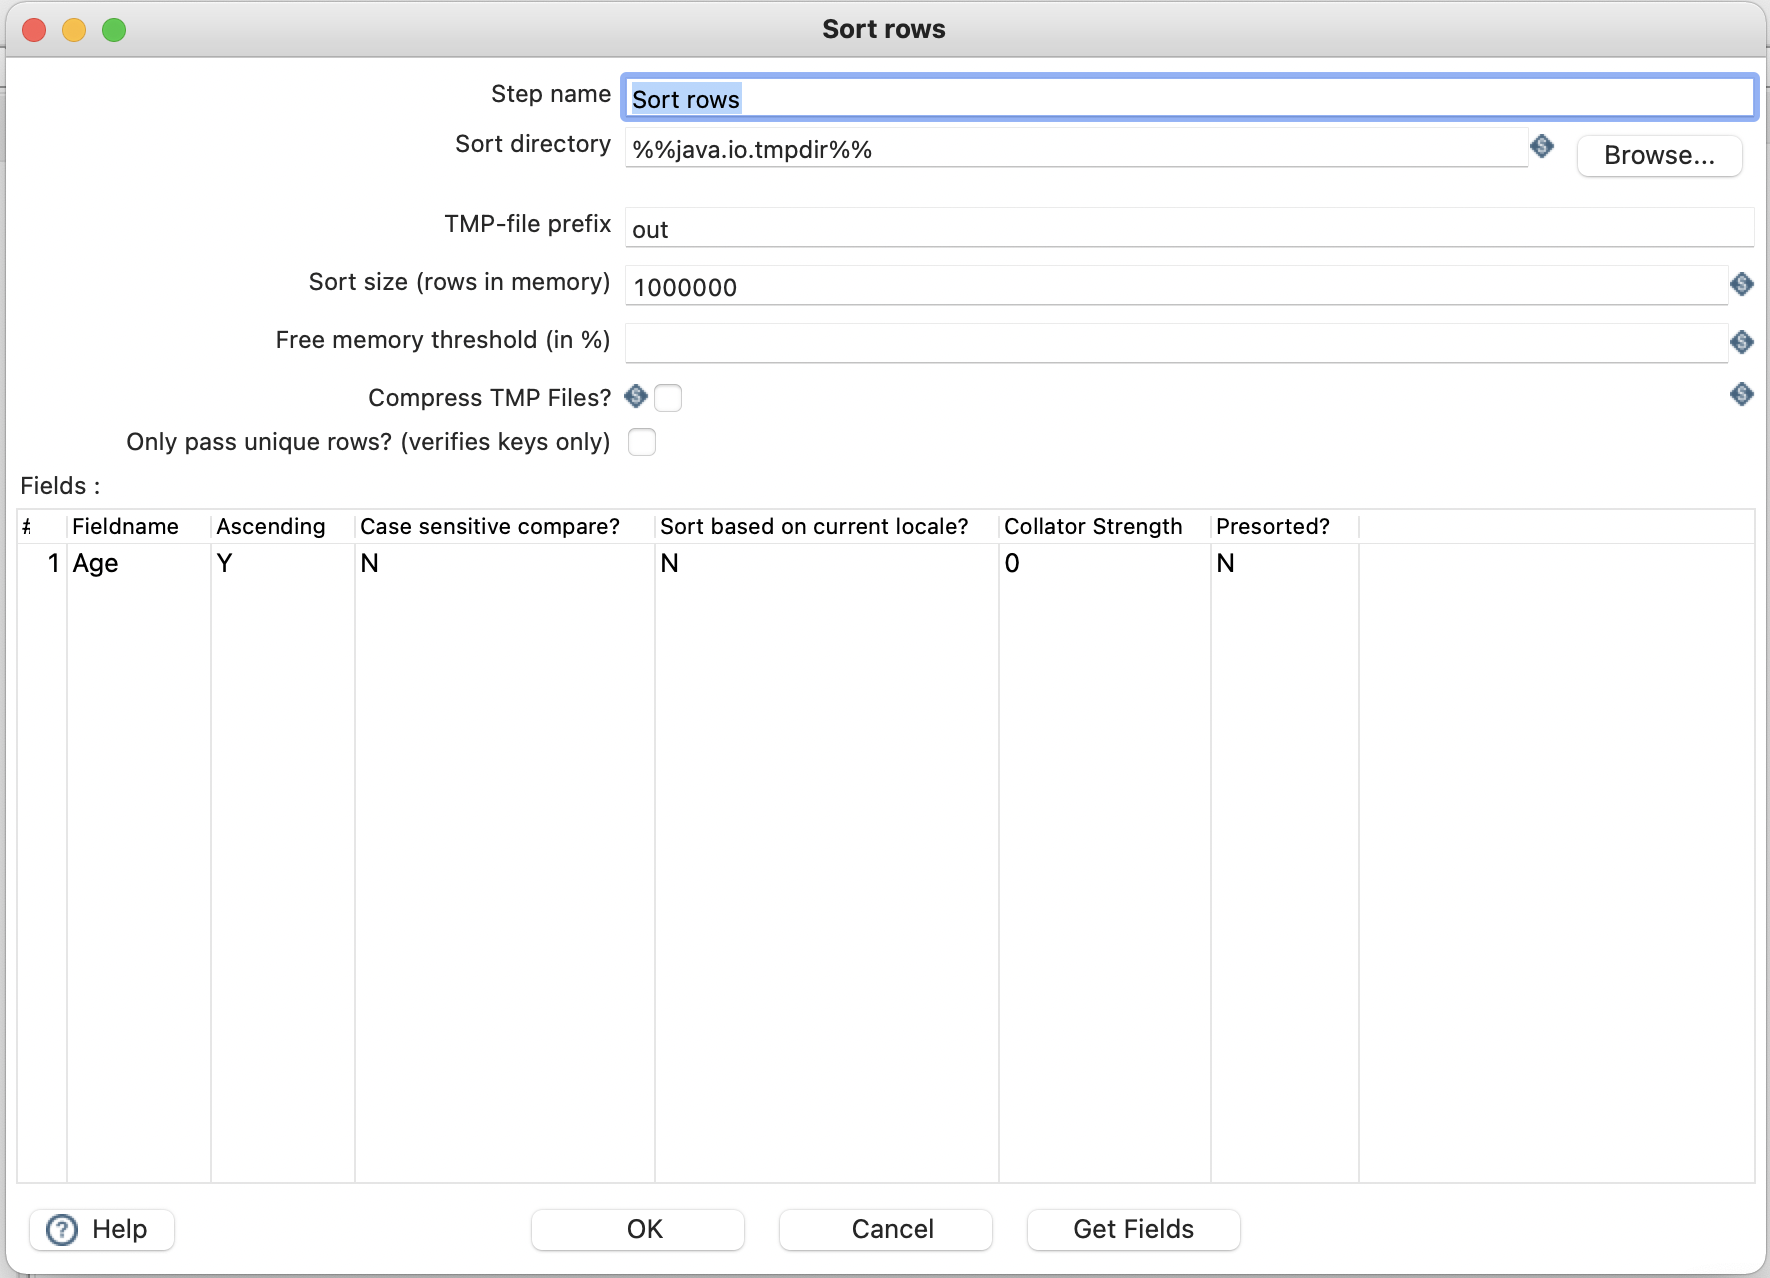 Sort rows
Step name Sort rows
Sort directory %%java.io.tmpdir%% Browse...
TMP-file prefix out
Sort size (rows in memory) 1000000
Free memory threshold (in %)
Compress TMP Files?
Only pass unique rows? (verifies keys only)
Fields :
# Fieldname Ascending Case sensitive compare? Sort based on current locale? Collator Strength Presorted?
1 Age Y N N 0 N
Help OK Cancel Get Fields